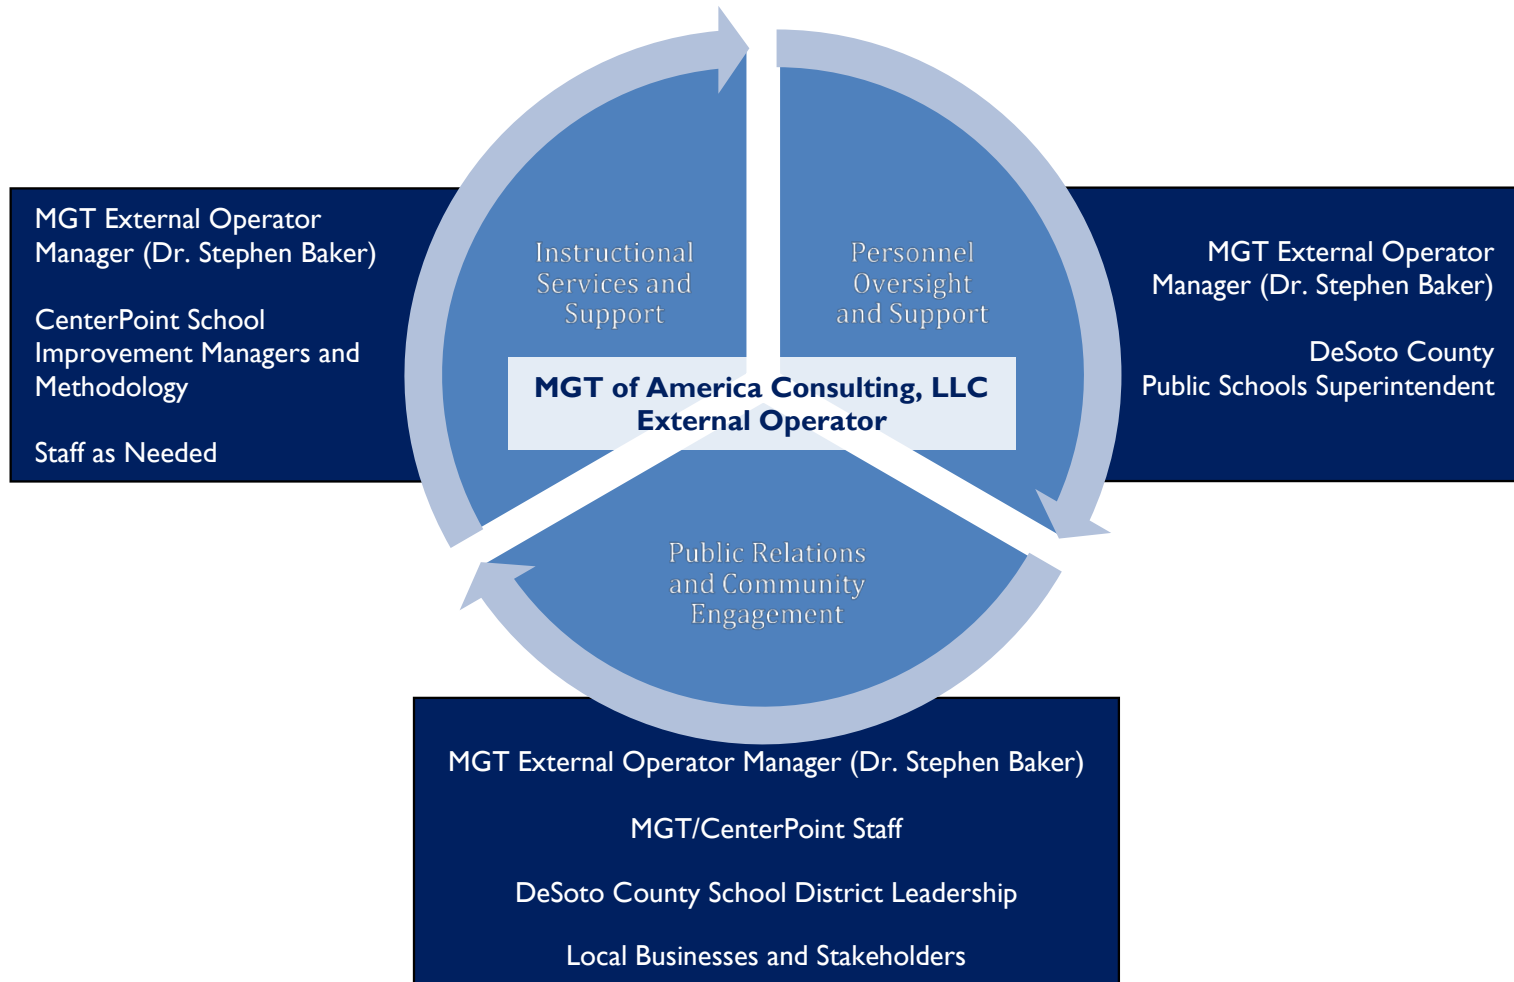 MGT External Operator
Manager (Dr. Stephen Baker)
CenterPoint School
Improvement Managers and
Methodology
Staff as Needed
Instructional
Services and
Support
Personnel
Oversight
and Support
MGT External Operator
Manager (Dr. Stephen Baker)
DeSoto County
Public Schools Superintendent
MGT of America Consulting, LLC
External Operator
Public Relations
and Community
Engagement
MGT External Operator Manager (Dr. Stephen Baker)
MGT/CenterPoint Staff
DeSoto County School District Leadership
Local Businesses and Stakeholders